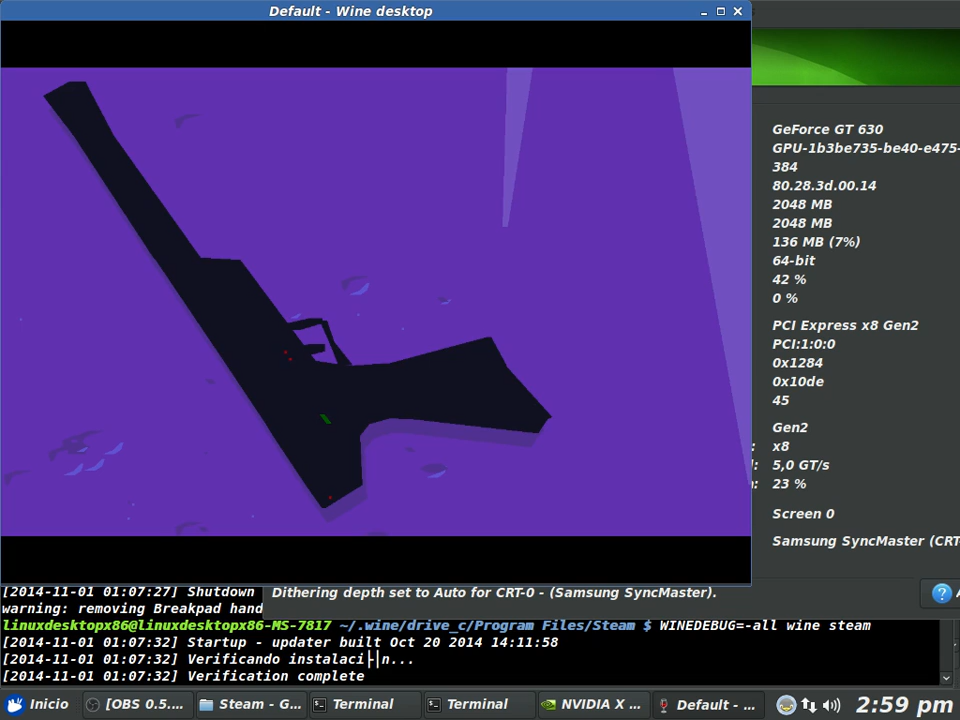 Default - Wine desktop
GeForce GT 630
GPU-1b3be735-be40-e475-
384
80.28.3d.00.14
2048 MB
2048 MB
136 MB (7%)
64-bit
42 %
0 %
PCI Express x8 Gen2
PCI:1:0:0
0x1284
0x10de
45
Gen2
: x8
: 5,0 GT/s
: 23 %
Screen 0
Samsung SyncMaster (CRT-
[2014-11-01 01:07:27] Shutdown
Dithering depth set to Auto for CRT-0 - (Samsung SyncMaster).
warning: removing Breakpad hand
linuxdesktopx86@linuxdesktopx86-MS-7817 ~/.wine/drive_c/Program Files/Steam $ WINEDEBUG=-all wine steam
[2014-11-01 01:07:32] Startup - updater built Oct 20 2014 14:11:58
[2014-11-01 01:07:32] Verificando instalaci├│n...
[2014-11-01 01:07:32] Verification complete
Inicio [OBS 0.5.... Steam - G... Terminal Terminal NVIDIA X ... Default - ... 2:59 pm